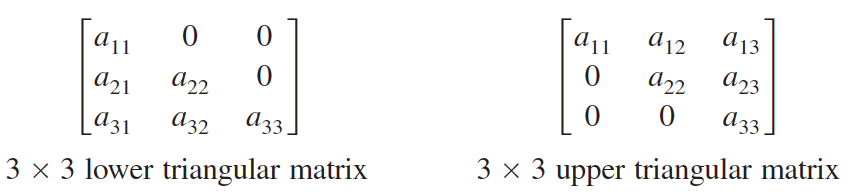 [a₁₁ 0 0] [a₁₁ a₁₂ a₁₃]
[a₂₁ a₂₂ 0] [0 a₂₂ a₂₃]
[a₃₁ a₃₂ a₃₃] [0 0 a₃₃]
3 × 3 lower triangular matrix 3 × 3 upper triangular matrix